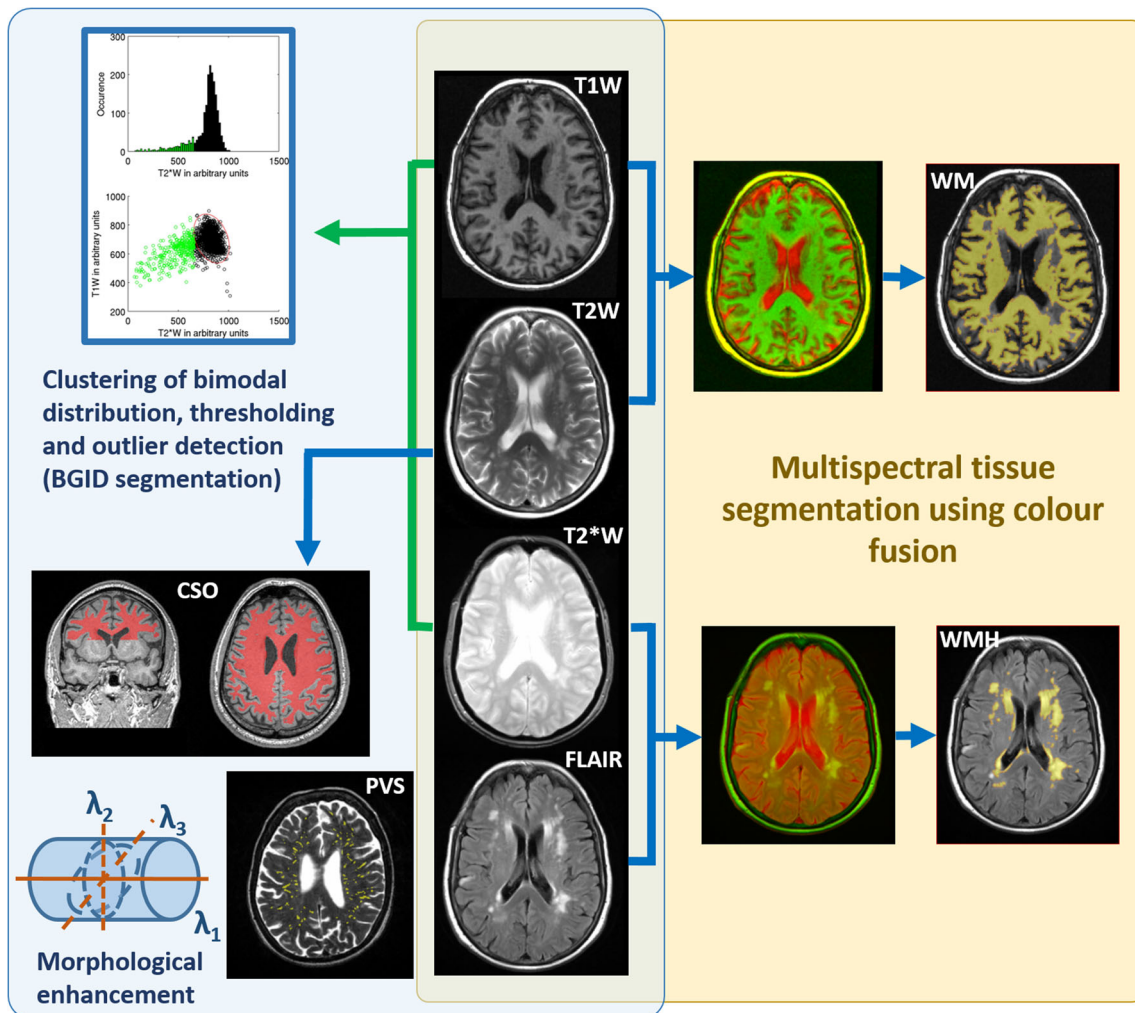 300
200
100
0
Occurence
0
500
1000
1500
T2*W in arbitrary units
1000
900
800
600
400
200
T1W in arbitrary units
0
500
1000
1500
T2*W in arbitrary units
Clustering of bimodal
distribution, thresholding
and outlier detection
(BGID segmentation)
CSO
PVS
λ2
λ3
λ1
Morphological
enhancement
T1W
T2W
T2*W
FLAIR
WM
Multispectral tissue
segmentation using colour
fusion
WMH